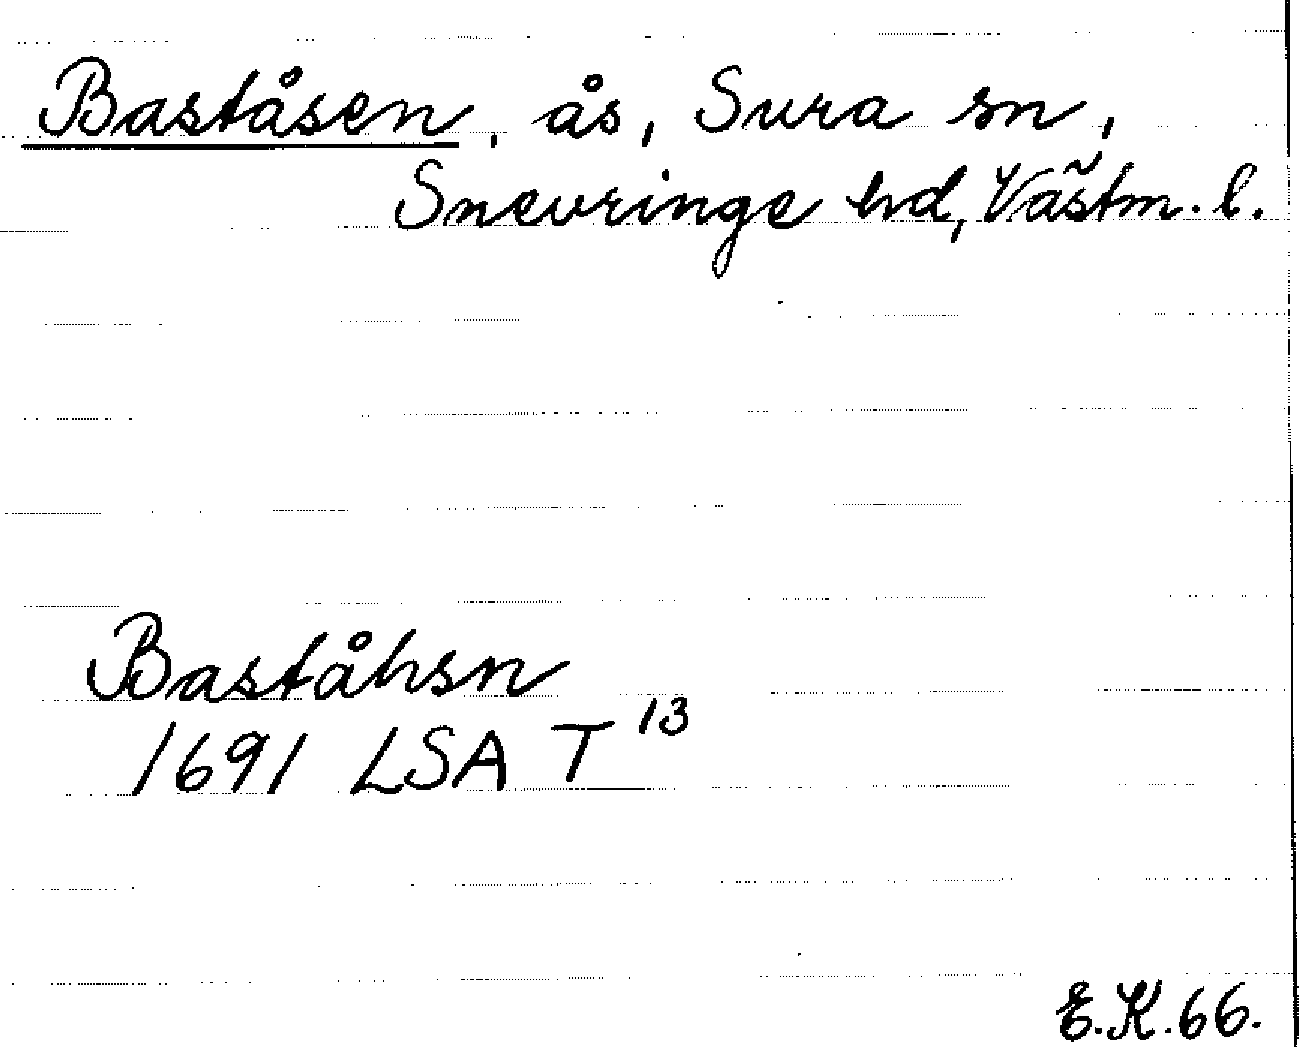 Baståsen, ås, Sura sn,
Snevringe hd, Västm. l.
Baståhsn
1691 LSA T 13
E.K. 66.